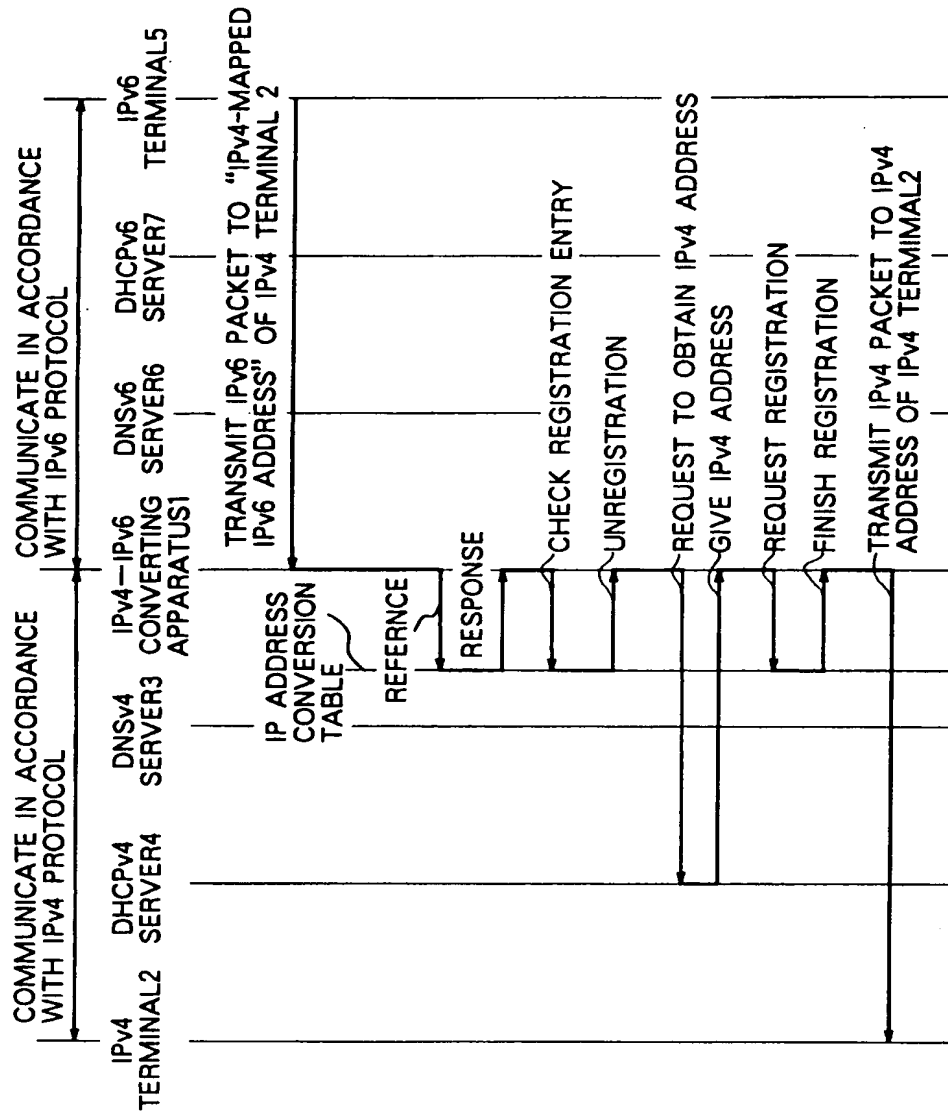 COMMUNICATE IN ACCORDANCE
WITH IPv4 PROTOCOL
COMMUNICATE IN ACCORDANCE
WITH IPv6 PROTOCOL
IPv4
TERMINAL2
DHCPv4
SERVER4
DNSv4
SERVER3
IPv4—IPv6
CONVERTING
APPARATUS1
DNSv6
SERVER6
DHCPv6
SERVER7
IPv6
TERMINAL5
TRANSMIT IPv6 PACKET TO "IPv4-MAPPED
IPv6 ADDRESS" OF IPv4 TERMINAL 2
IP ADDRESS
CONVERSION
TABLE
REFERNCE
RESPONSE
CHECK REGISTRATION ENTRY
UNREGISTRATION
REQUEST TO OBTAIN IPv4 ADDRESS
GIVE IPv4 ADDRESS
REQUEST REGISTRATION
FINISH REGISTRATION
TRANSMIT IPv4 PACKET TO IPv4
ADDRESS OF IPv4 TERMIMAL2